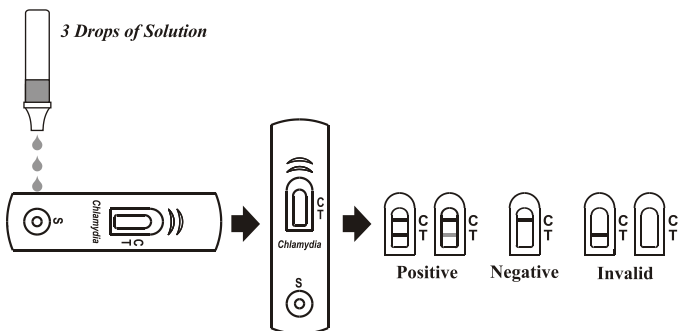 3 Drops of Solution
S
Chlamydia
C
T
C
T
Chlamydia
S
C
T
C
T
C
T
C
T
C
T
Positive
Negative
Invalid